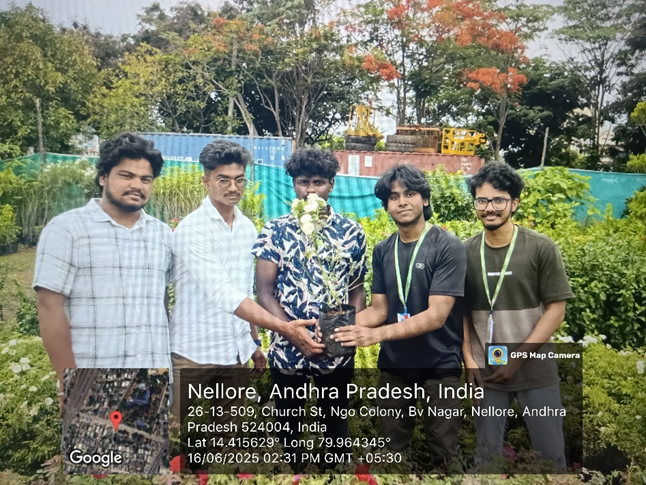 GPS Map Camera
Nellore, Andhra Pradesh, India
26-13-509, Church St, Ngo Colony, Bv Nagar, Nellore, Andhra
Pradesh 524004, India
Lat 14.415629° Long 79.964345°
16/06/2025 02:31 PM GMT +05:30
Google